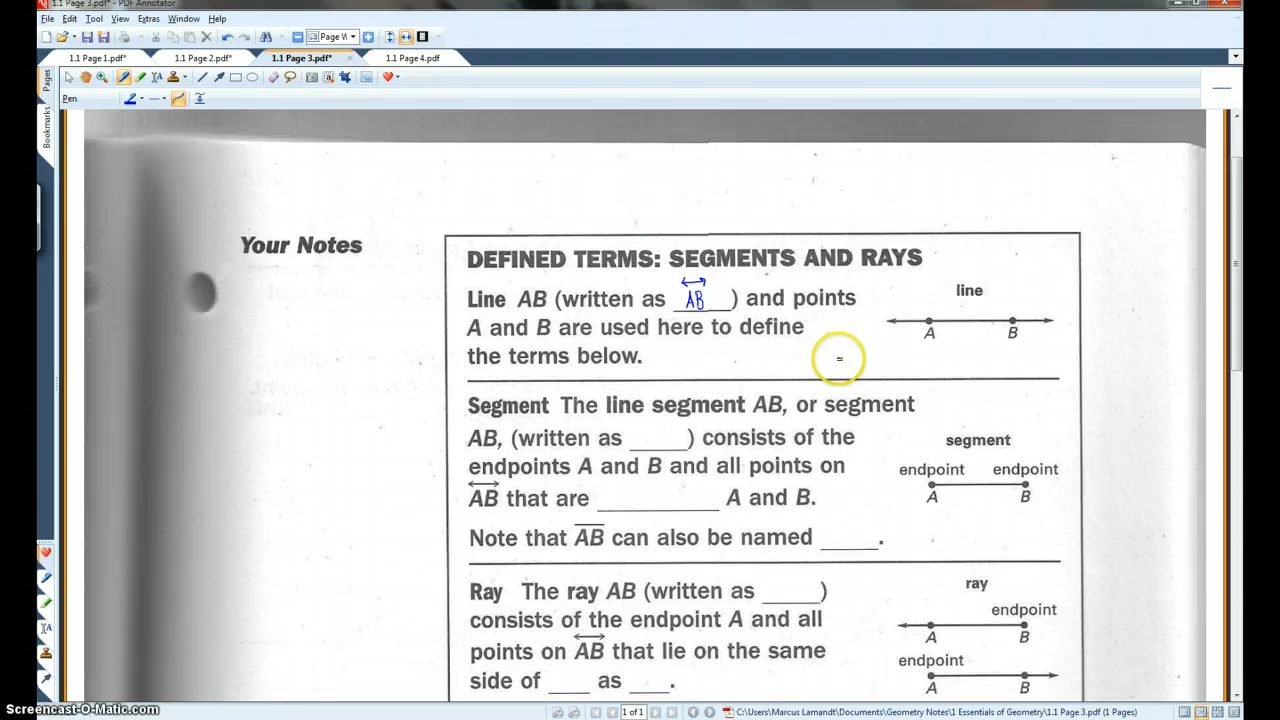 1.1 Page 3.pdf* - PDF Annotator
File Edit Tool View Extras Window Help
Page W
1.1 Page 1.pdf* 1.1 Page 2.pdf* 1.1 Page 3.pdf* 1.1 Page 4.pdf
Pen
Pages
Bookmarks
Your Notes
DEFINED TERMS: SEGMENTS AND RAYS
Line AB (written as AB ) and points
A and B are used here to define
the terms below.
line
A B
Segment The line segment AB, or segment
AB, (written as _____ ) consists of the
endpoints A and B and all points on
AB that are __________ A and B.
Note that AB can also be named _____.
segment
endpoint endpoint
A B
Ray The ray AB (written as _____ )
consists of the endpoint A and all
points on AB that lie on the same
side of ____ as ____.
ray
endpoint
A B
endpoint
A B
1 of 1
C:\Users\Marcus Lamandt\Documents\Geometry Notes\1 Essentials of Geometry\1.1 Page 3.pdf (1 Pages)
Screencast-O-Matic.com